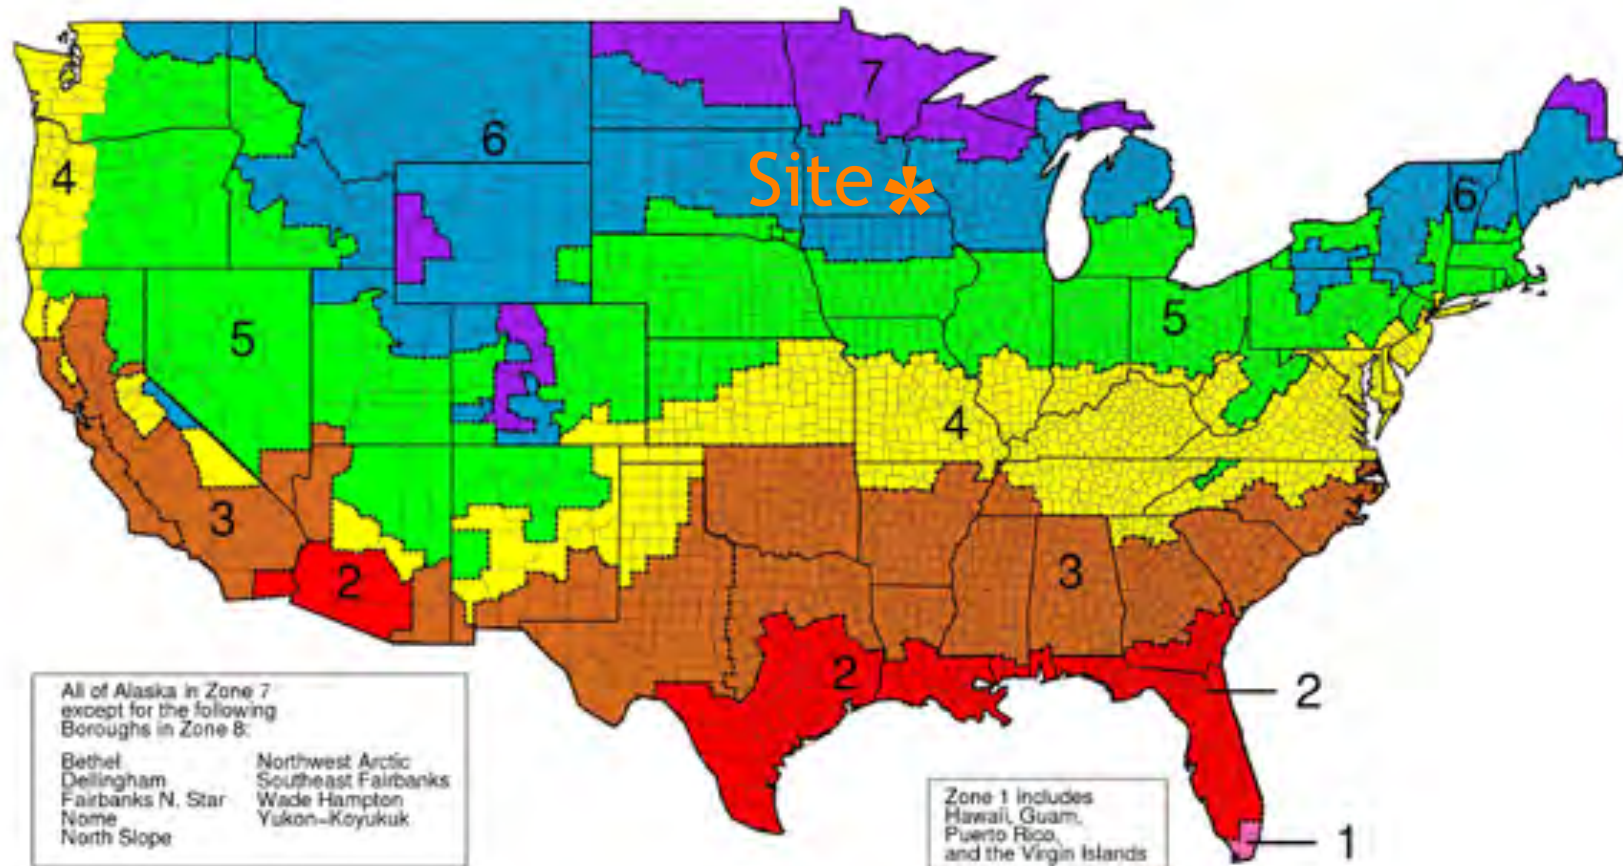 7
6
4
Site *
6
5
5
4
3
3
2
2
2
1
All of Alaska in Zone 7
except for the following
Boroughs in Zone 8:
Bethel Northwest Arctic
Dellingham Southeast Fairbanks
Fairbanks N. Star Wade Hampton
Nome Yukon-Koyukuk
North Slope
Zone 1 includes
Hawaii, Guam,
Puerto Rico,
and the Virgin Islands